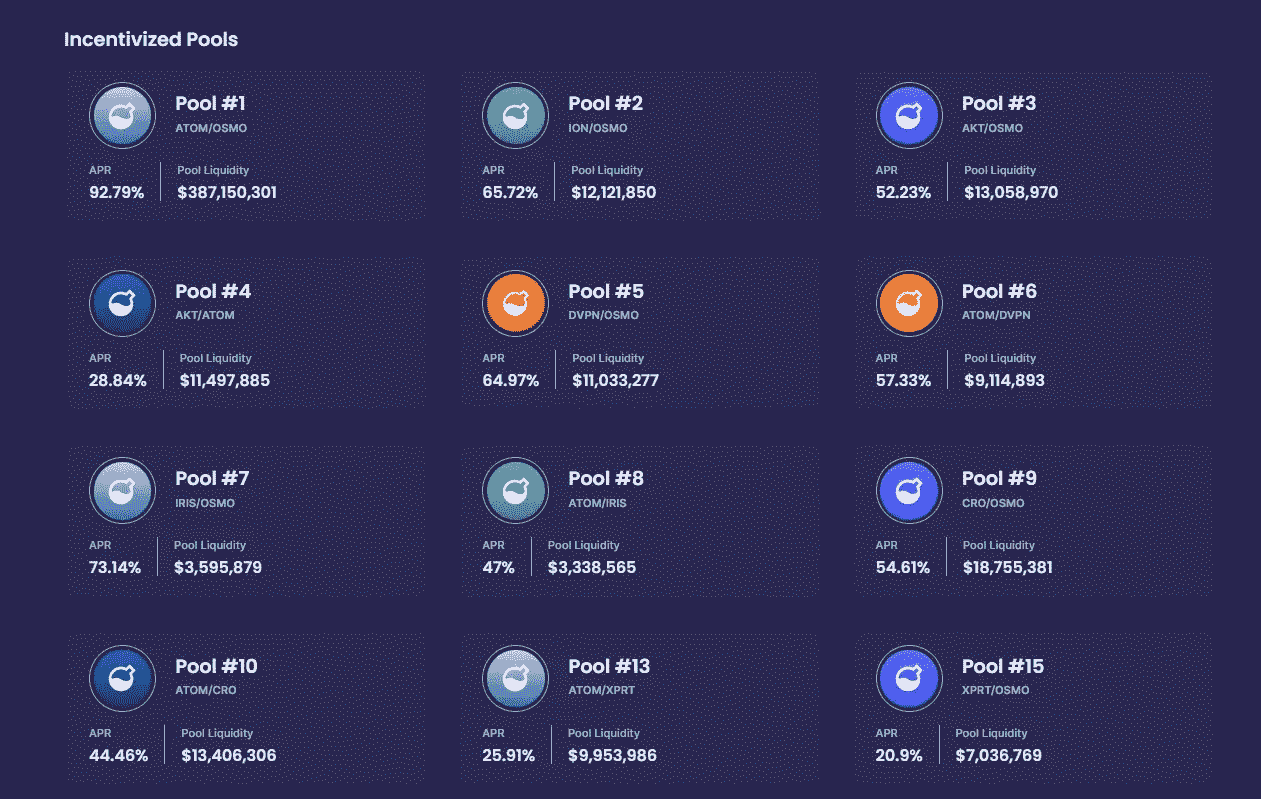 Incentivized Pools
Pool #1
ATOM/OSMO
APR
Pool Liquidity
92.79%
$387,150,301
Pool #2
ION/OSMO
APR
Pool Liquidity
65.72%
$12,121,850
Pool #3
AKT/OSMO
APR
Pool Liquidity
52.23%
$13,058,970
Pool #4
AKT/ATOM
APR
Pool Liquidity
28.84%
$11,497,885
Pool #5
DVPN/OSMO
APR
Pool Liquidity
64.97%
$11,033,277
Pool #6
ATOM/DVPN
APR
Pool Liquidity
57.33%
$9,114,893
Pool #7
IRIS/OSMO
APR
Pool Liquidity
73.14%
$3,595,879
Pool #8
ATOM/IRIS
APR
Pool Liquidity
47%
$3,338,565
Pool #9
CRO/OSMO
APR
Pool Liquidity
54.61%
$18,755,381
Pool #10
ATOM/CRO
APR
Pool Liquidity
44.46%
$13,406,306
Pool #13
ATOM/XPRT
APR
Pool Liquidity
25.91%
$9,953,986
Pool #15
XPRT/OSMO
APR
Pool Liquidity
20.9%
$7,036,769